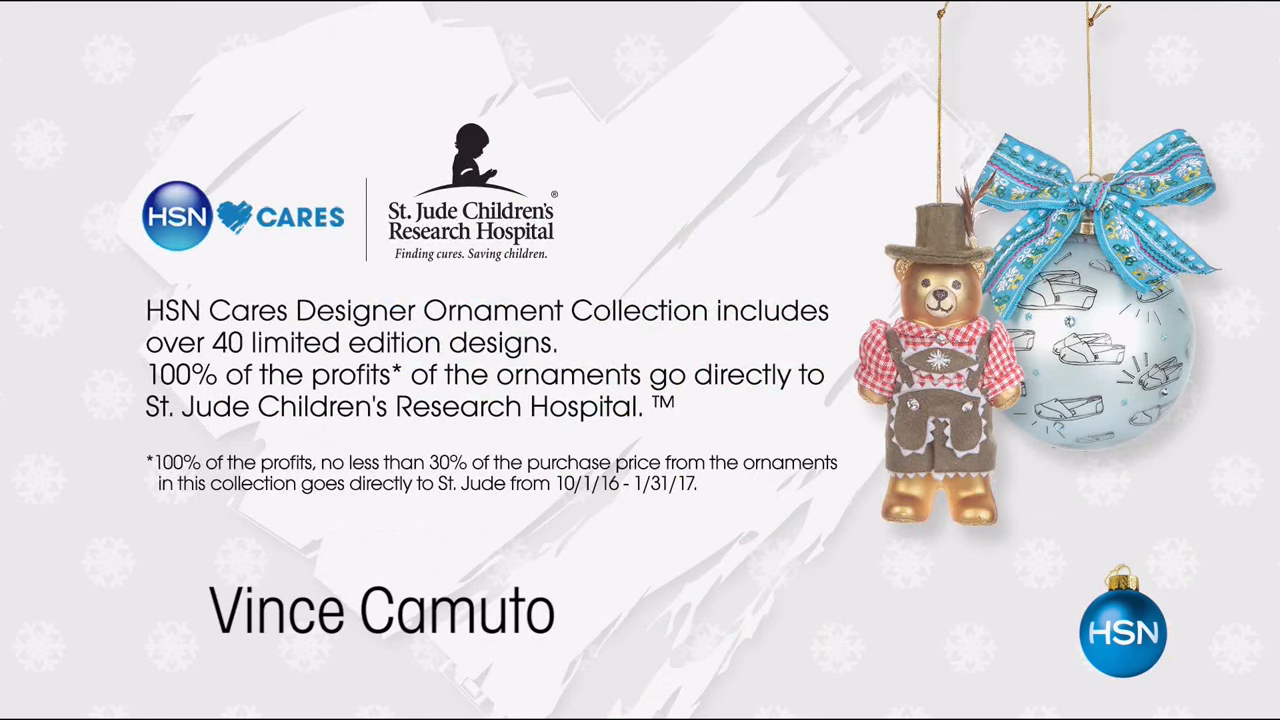 HSN CARES
St. Jude Children's®
Research Hospital
Finding cures. Saving children.
HSN Cares Designer Ornament Collection includes
over 40 limited edition designs.
100% of the profits* of the ornaments go directly to
St. Jude Children's Research Hospital. ™
*100% of the profits, no less than 30% of the purchase price from the ornaments
in this collection goes directly to St. Jude from 10/1/16 - 1/31/17.
Vince Camuto
HSN